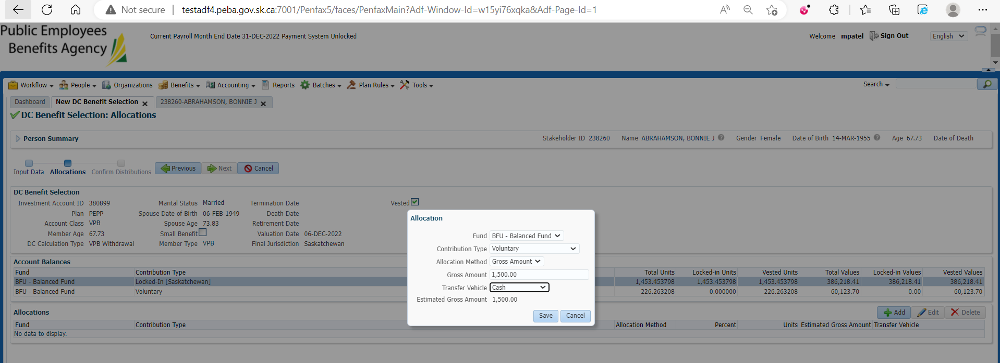 Not secure | testadf4.peba.gov.sk.ca:7001/Penfax5/faces/PenfaxMain?Adf-Window-Id=w15yi76xqka&Adf-Page-Id=1
Public Employees
Benefits Agency
Current Payroll Month End Date 31-DEC-2022 Payment System Unlocked
Welcome mpatel Sign Out English
Workflow People Organizations Benefits Accounting Reports Batches Plan Rules Tools Search
Dashboard New DC Benefit Selection 238260-ABRAHAMSON, BONNIE J
DC Benefit Selection: Allocations
Person Summary Stakeholder ID 238260 Name ABRAHAMSON, BONNIE J Gender Female Date of Birth 14-MAR-1955 Age 67.73 Date of Death
Input Data Allocations Confirm Distributions Previous Next Cancel
DC Benefit Selection
Investment Account ID 380899 Marital Status Married Termination Date Vested
Plan PEPP Spouse Date of Birth 06-FEB-1949 Death Date
Account Class VPB Spouse Age 73.83 Retirement Date
Member Age 67.73 Small Benefit Valuation Date 06-DEC-2022
DC Calculation Type VPB Withdrawal Member Type VPB Final Jurisdiction Saskatchewan
Allocation
Fund BFU - Balanced Fund
Contribution Type Voluntary
Allocation Method Gross Amount
Gross Amount 1,500.00
Transfer Vehicle Cash
Estimated Gross Amount 1,500.00
Save Cancel
Account Balances
Fund Contribution Type Total Units Locked-in Units Vested Units Total Values Locked-in Values Vested Values
BFU - Balanced Fund Locked-In [Saskatchewan] 1,453.453798 1,453.453798 1,453.453798 386,218.41 386,218.41 386,218.41
BFU - Balanced Fund Voluntary 226.263208 0.000000 226.263208 60,123.70 0.00 60,123.70
Allocations Add Edit Delete
Fund Contribution Type Allocation Method Percent Units Estimated Gross Amount Transfer Vehicle
No data to display.